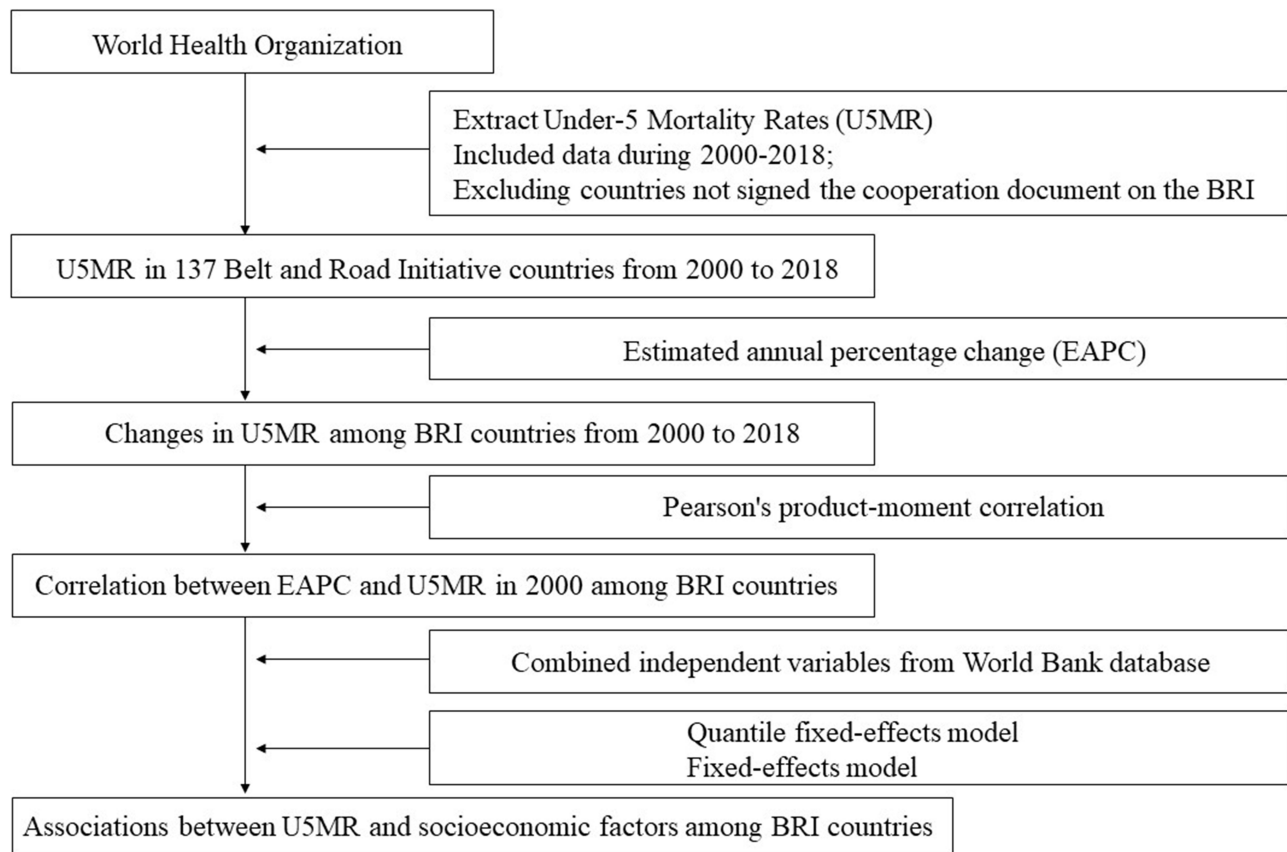 World Health Organization
Extract Under-5 Mortality Rates (U5MR)
Included data during 2000-2018;
Excluding countries not signed the cooperation document on the BRI
U5MR in 137 Belt and Road Initiative countries from 2000 to 2018
Estimated annual percentage change (EAPC)
Changes in U5MR among BRI countries from 2000 to 2018
Pearson's product-moment correlation
Correlation between EAPC and U5MR in 2000 among BRI countries
Combined independent variables from World Bank database
Quantile fixed-effects model
Fixed-effects model
Associations between U5MR and socioeconomic factors among BRI countries